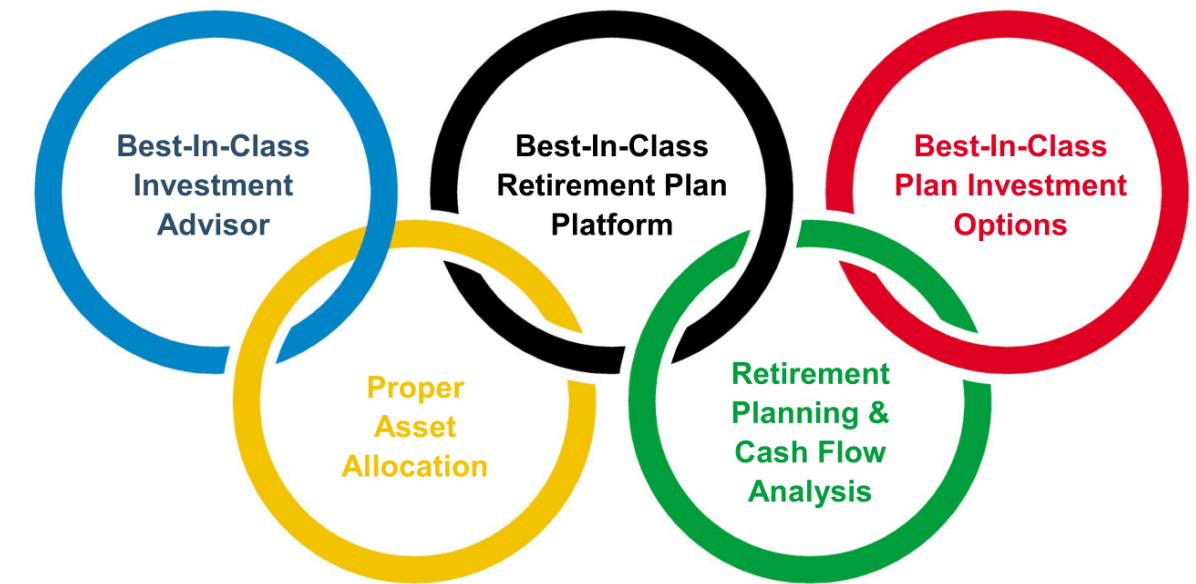 Best-In-Class
Investment
Advisor
Best-In-Class
Retirement Plan
Platform
Best-In-Class
Plan Investment
Options
Proper
Asset
Allocation
Retirement
Planning &
Cash Flow
Analysis